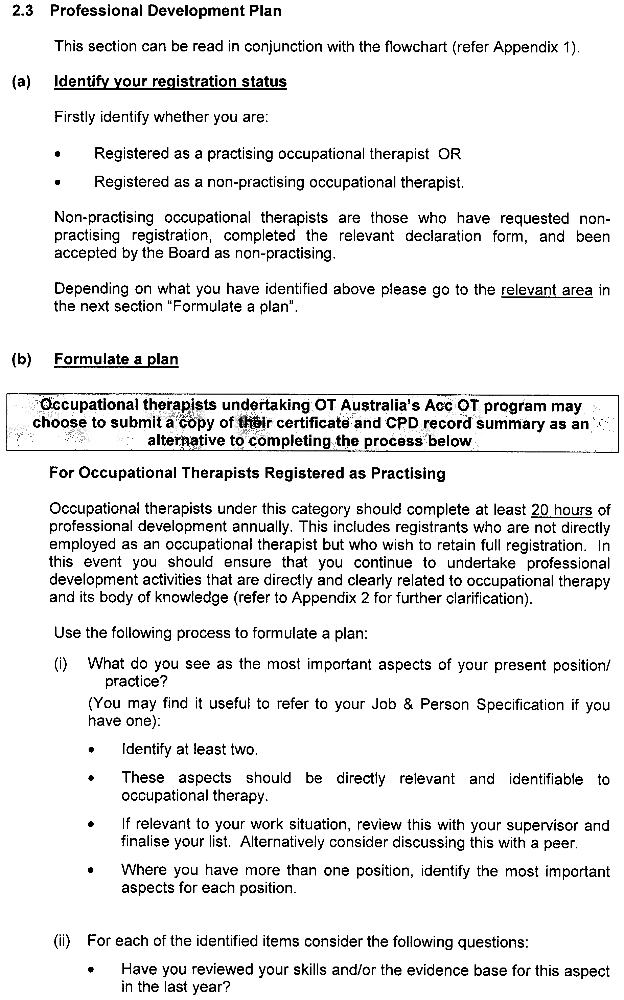 2.3 Professional Development Plan
This section can be read in conjunction with the flowchart (refer Appendix 1).
(a) Identify your registration status
Firstly identify whether you are:
• Registered as a practising occupational therapist OR
• Registered as a non-practising occupational therapist.
Non-practising occupational therapists are those who have requested non-
practising registration, completed the relevant declaration form, and been
accepted by the Board as non-practising.
Depending on what you have identified above please go to the relevant area in
the next section “Formulate a plan”.
(b) Formulate a plan
Occupational therapists undertaking OT Australia’s Acc OT program may
choose to submit a copy of their certificate and CPD record summary as an
alternative to completing the process below
For Occupational Therapists Registered as Practising
Occupational therapists under this category should complete at least 20 hours of
professional development annually. This includes registrants who are not directly
employed as an occupational therapist but who wish to retain full registration. In
this event you should ensure that you continue to undertake professional
development activities that are directly and clearly related to occupational therapy
and its body of knowledge (refer to Appendix 2 for further clarification).
Use the following process to formulate a plan:
(i) What do you see as the most important aspects of your present position/
practice?
(You may find it useful to refer to your Job & Person Specification if you
have one):
• Identify at least two.
• These aspects should be directly relevant and identifiable to
occupational therapy.
• If relevant to your work situation, review this with your supervisor and
finalise your list. Alternatively consider discussing this with a peer.
• Where you have more than one position, identify the most important
aspects for each position.
(ii) For each of the identified items consider the following questions:
• Have you reviewed your skills and/or the evidence base for this aspect
in the last year?